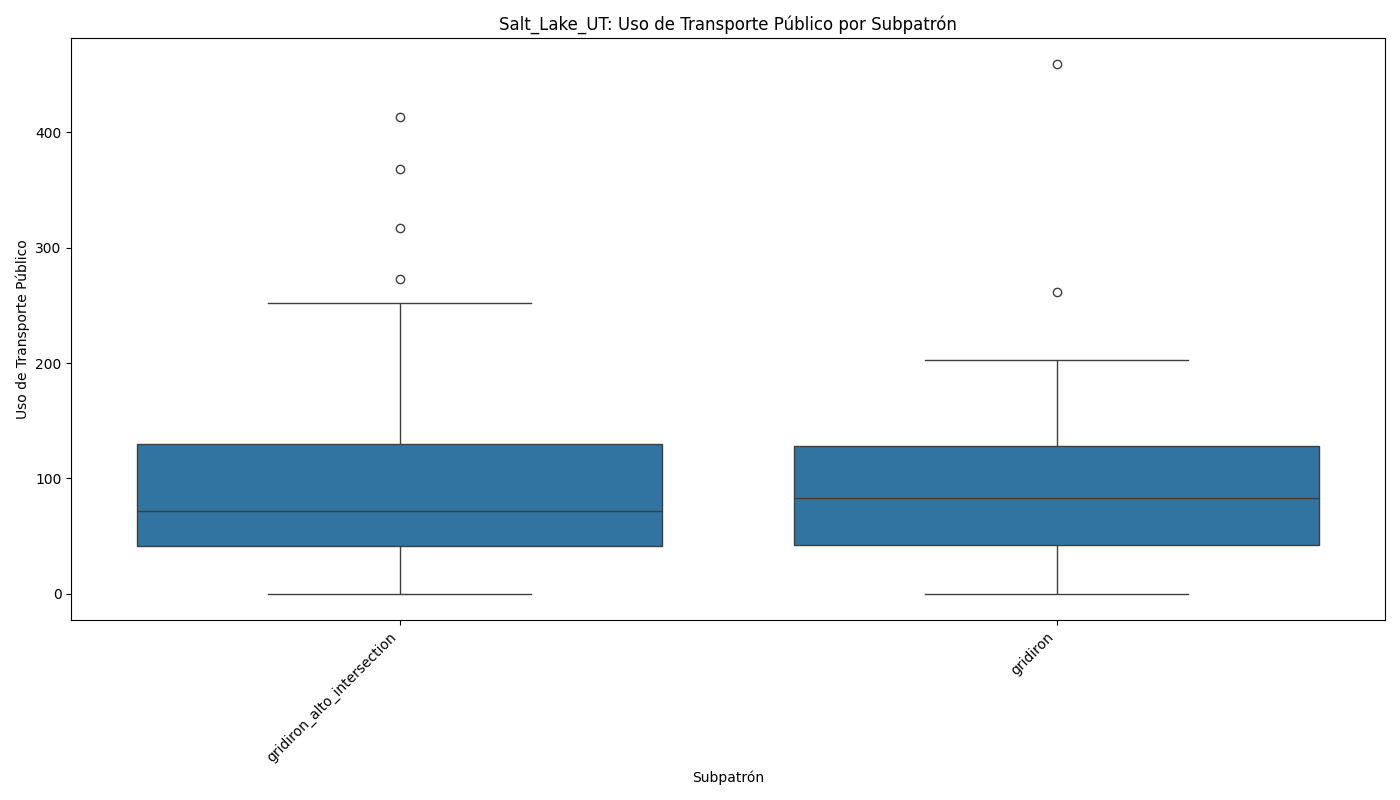 Salt_Lake_UT: Uso de Transporte Público por Subpatrón
Uso de Transporte Público
400
300
200
100
0
gridiron_alto_intersection
gridiron
Subpatrón